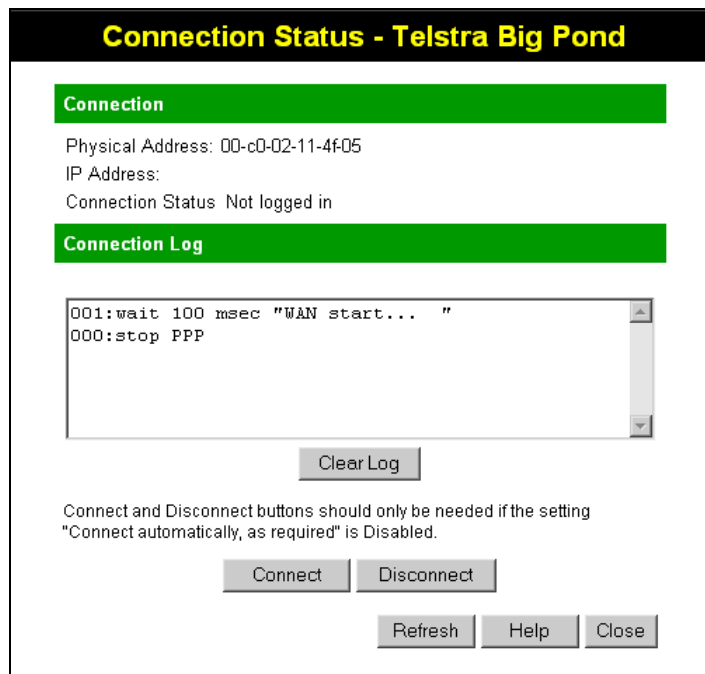 Connection Status - Telstra Big Pond
Connection
Physical Address: 00-c0-02-11-4f-05
IP Address:
Connection Status Not logged in
Connection Log
001:wait 100 msec "WAN start... "
000:stop PPP
Clear Log
Connect and Disconnect buttons should only be needed if the setting
"Connect automatically, as required" is Disabled.
Connect Disconnect
Refresh Help Close